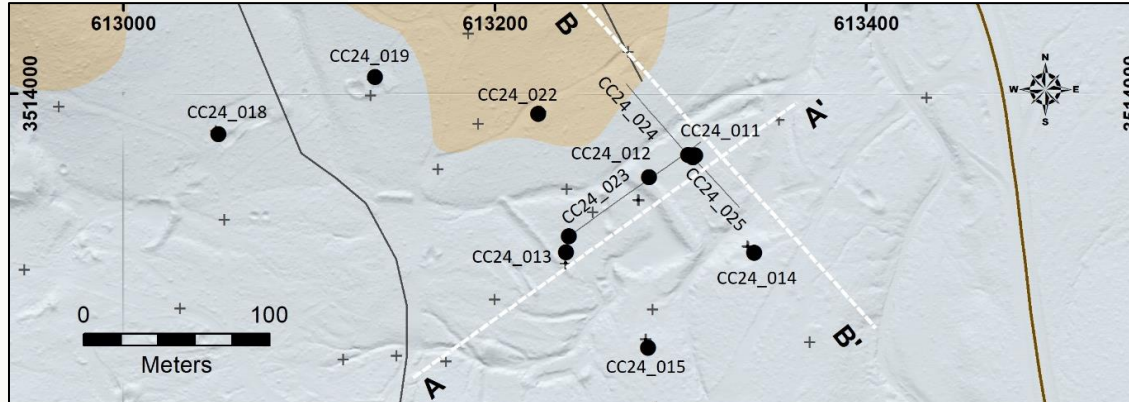 613000
613200
613400
3514000
3514000
B
CC24_019
N
W
E
S
CC24_022
CC24_018
CC24_024
CC24_011
A'
CC24_012
CC24_023
CC24_025
CC24_013
CC24_014
0
100
Meters
B'
CC24_015
A